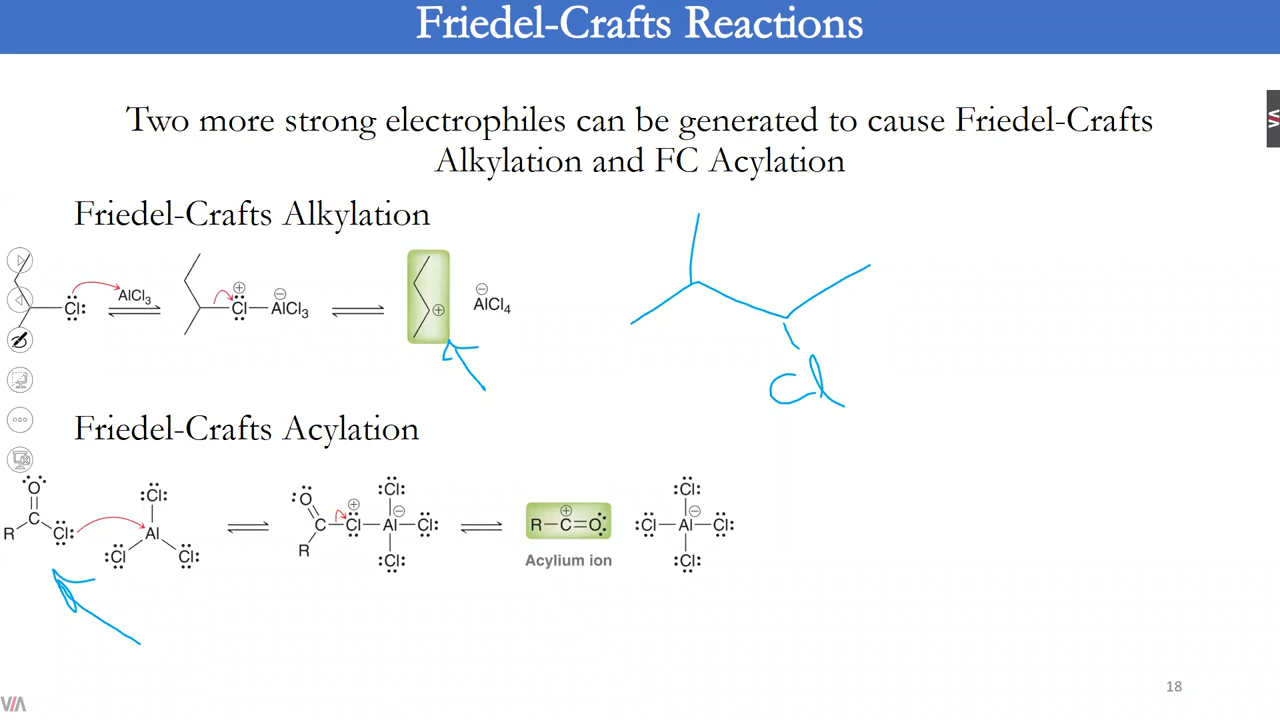 Friedel-Crafts Reactions
Two more strong electrophiles can be generated to cause Friedel-Crafts
Alkylation and FC Acylation
Friedel-Crafts Alkylation
Cl: AlCl₃ ⊕ Cl—AlCl₃ ⊖ ⊕ ⊖ AlCl₄
Cl
Friedel-Crafts Acylation
O C R Cl: Al :Cl: :Cl Cl:
:O C R ⊕ Cl—Al ⊖ :Cl: Cl: :Cl:
R—C=O: ⊕ :Cl—Al—Cl: ⊖ :Cl: :Cl:
Acylium ion
18
VIA
VIA